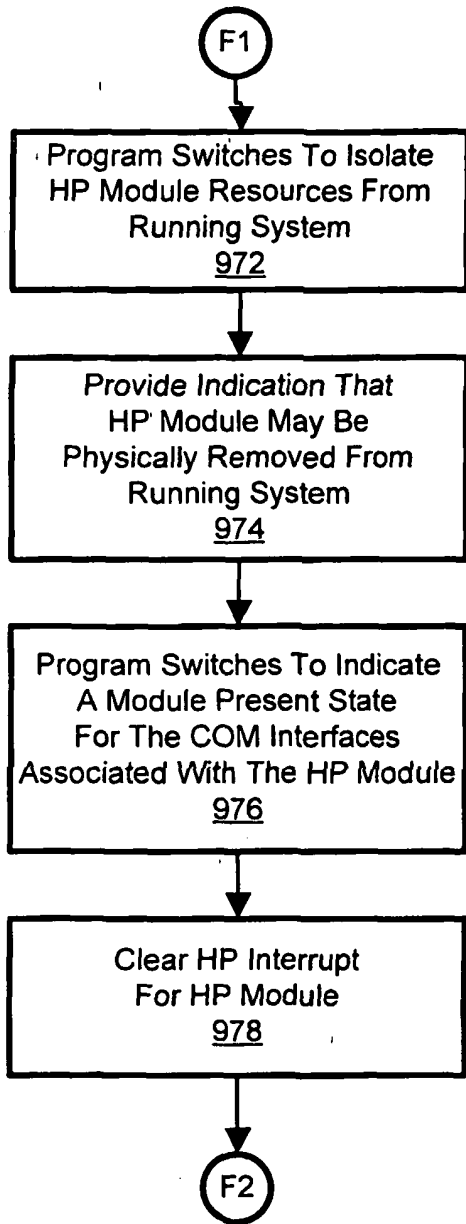 F1
Program Switches To Isolate
HP Module Resources From
Running System
972
Provide Indication That
HP Module May Be
Physically Removed From
Running System
974
Program Switches To Indicate
A Module Present State
For The COM Interfaces
Associated With The HP Module
976
Clear HP Interrupt
For HP Module
978
F2